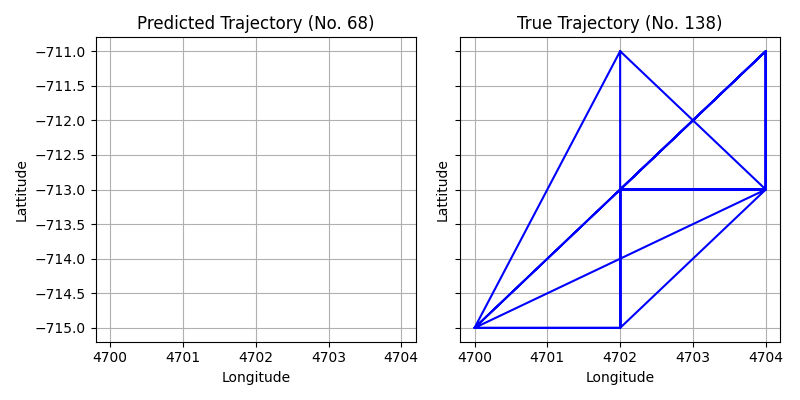 Predicted Trajectory (No. 68)
True Trajectory (No. 138)
Lattitude
−711.0
−711.5
−712.0
−712.5
−713.0
−713.5
−714.0
−714.5
−715.0
4700 4701 4702 4703 4704
Longitude
Lattitude
4700 4701 4702 4703 4704
Longitude